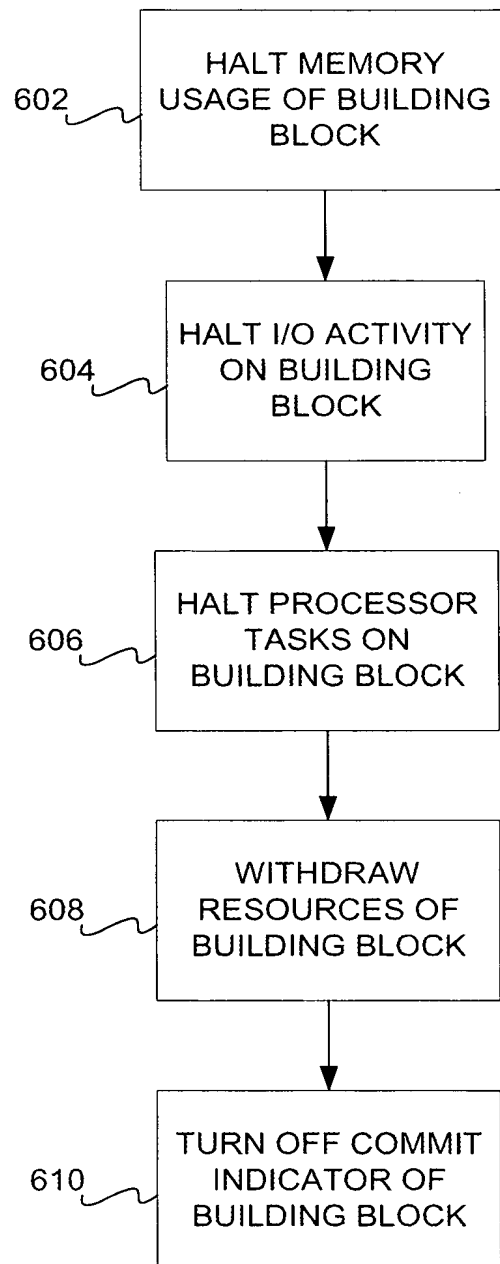 HALT MEMORY
602
USAGE OF BUILDING
BLOCK
HALT I/O ACTIVITY
604
ON BUILDING
BLOCK
HALT PROCESSOR
606
TASKS ON
BUILDING BLOCK
WITHDRAW
608
RESOURCES OF
BUILDING BLOCK
TURN OFF COMMIT
610
INDICATOR OF
BUILDING BLOCK